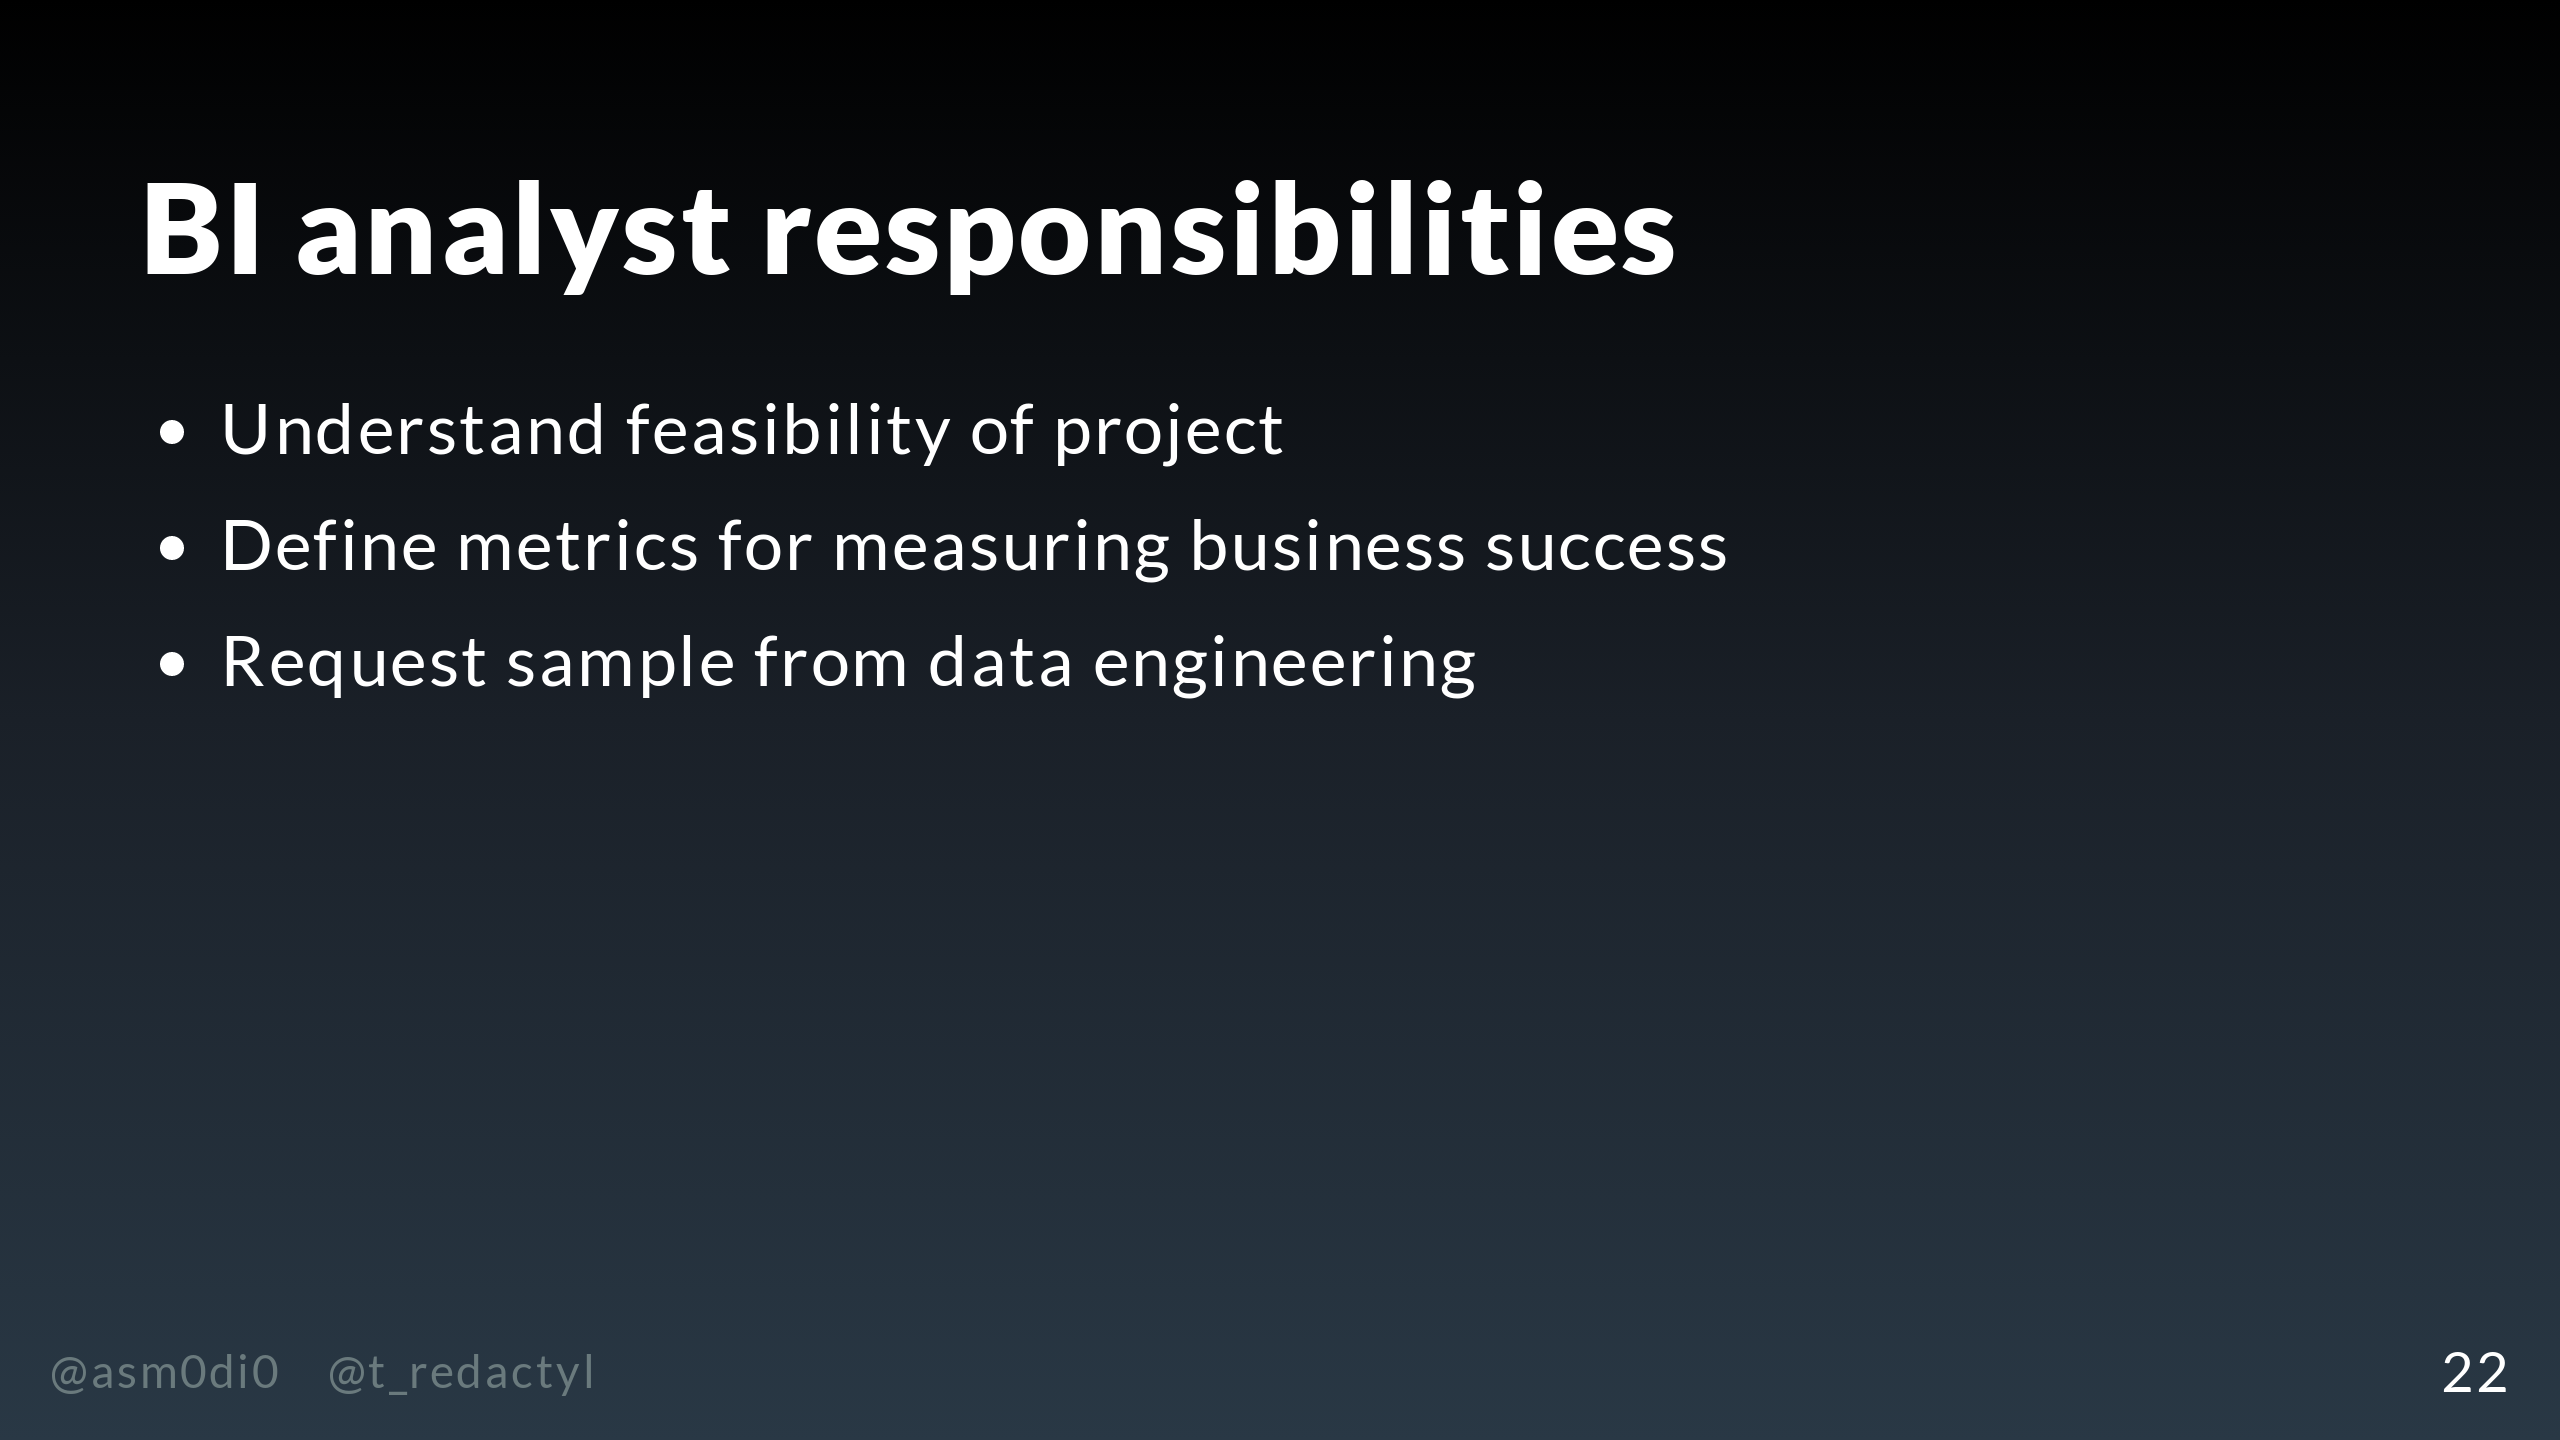 BI analyst responsibilities
• Understand feasibility of project
• Define metrics for measuring business success
• Request sample from data engineering
@asm0di0 @t_redactyl
22